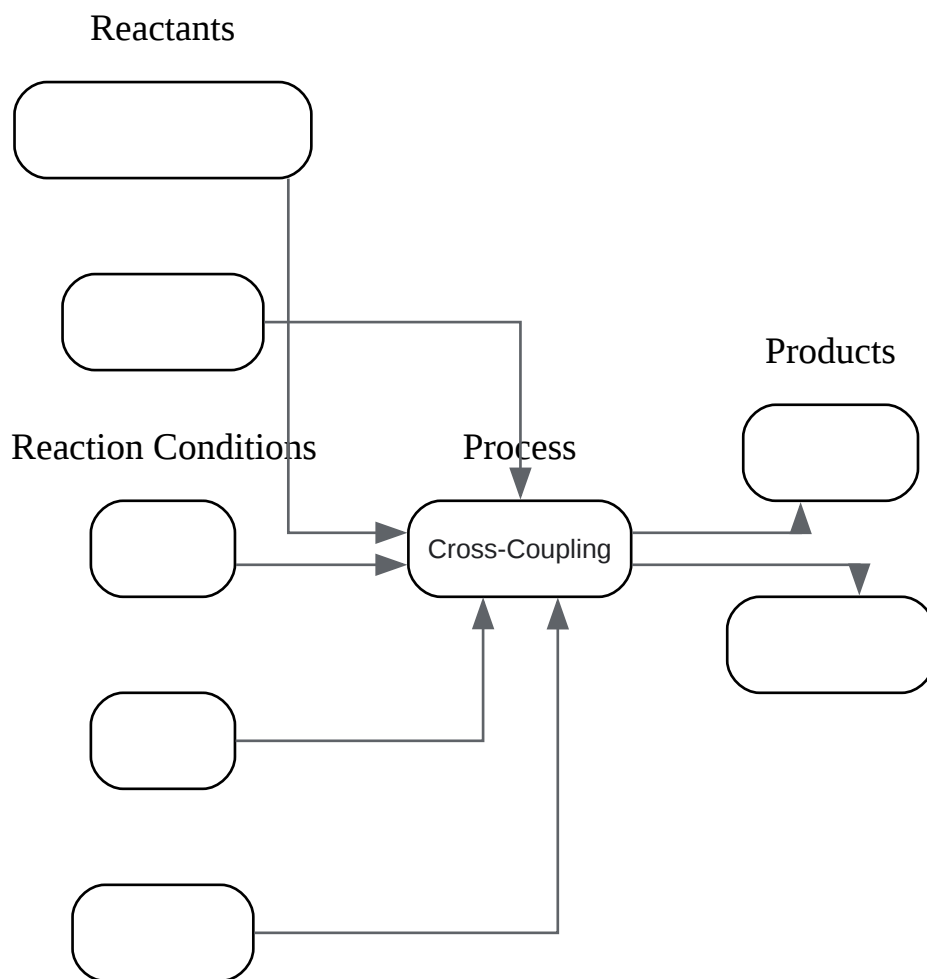 Reactants
Products
Reaction Conditions
Process
Cross-Coupling